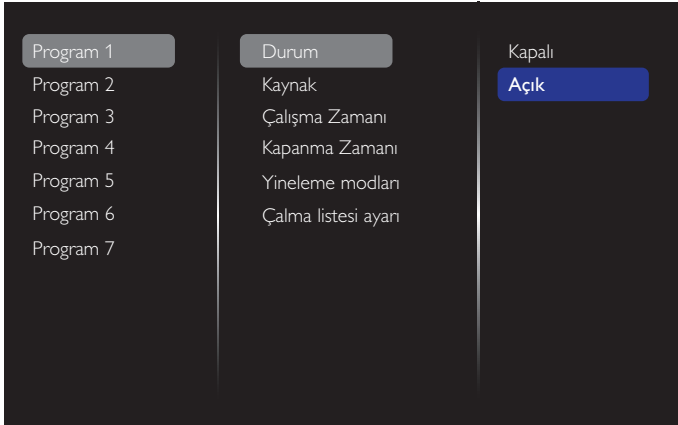 Program 1
Program 2
Program 3
Program 4
Program 5
Program 6
Program 7
Durum
Kaynak
Çalışma Zamanı
Kapanma Zamanı
Yineleme modları
Çalma listesi ayarı
Kapalı
Açık